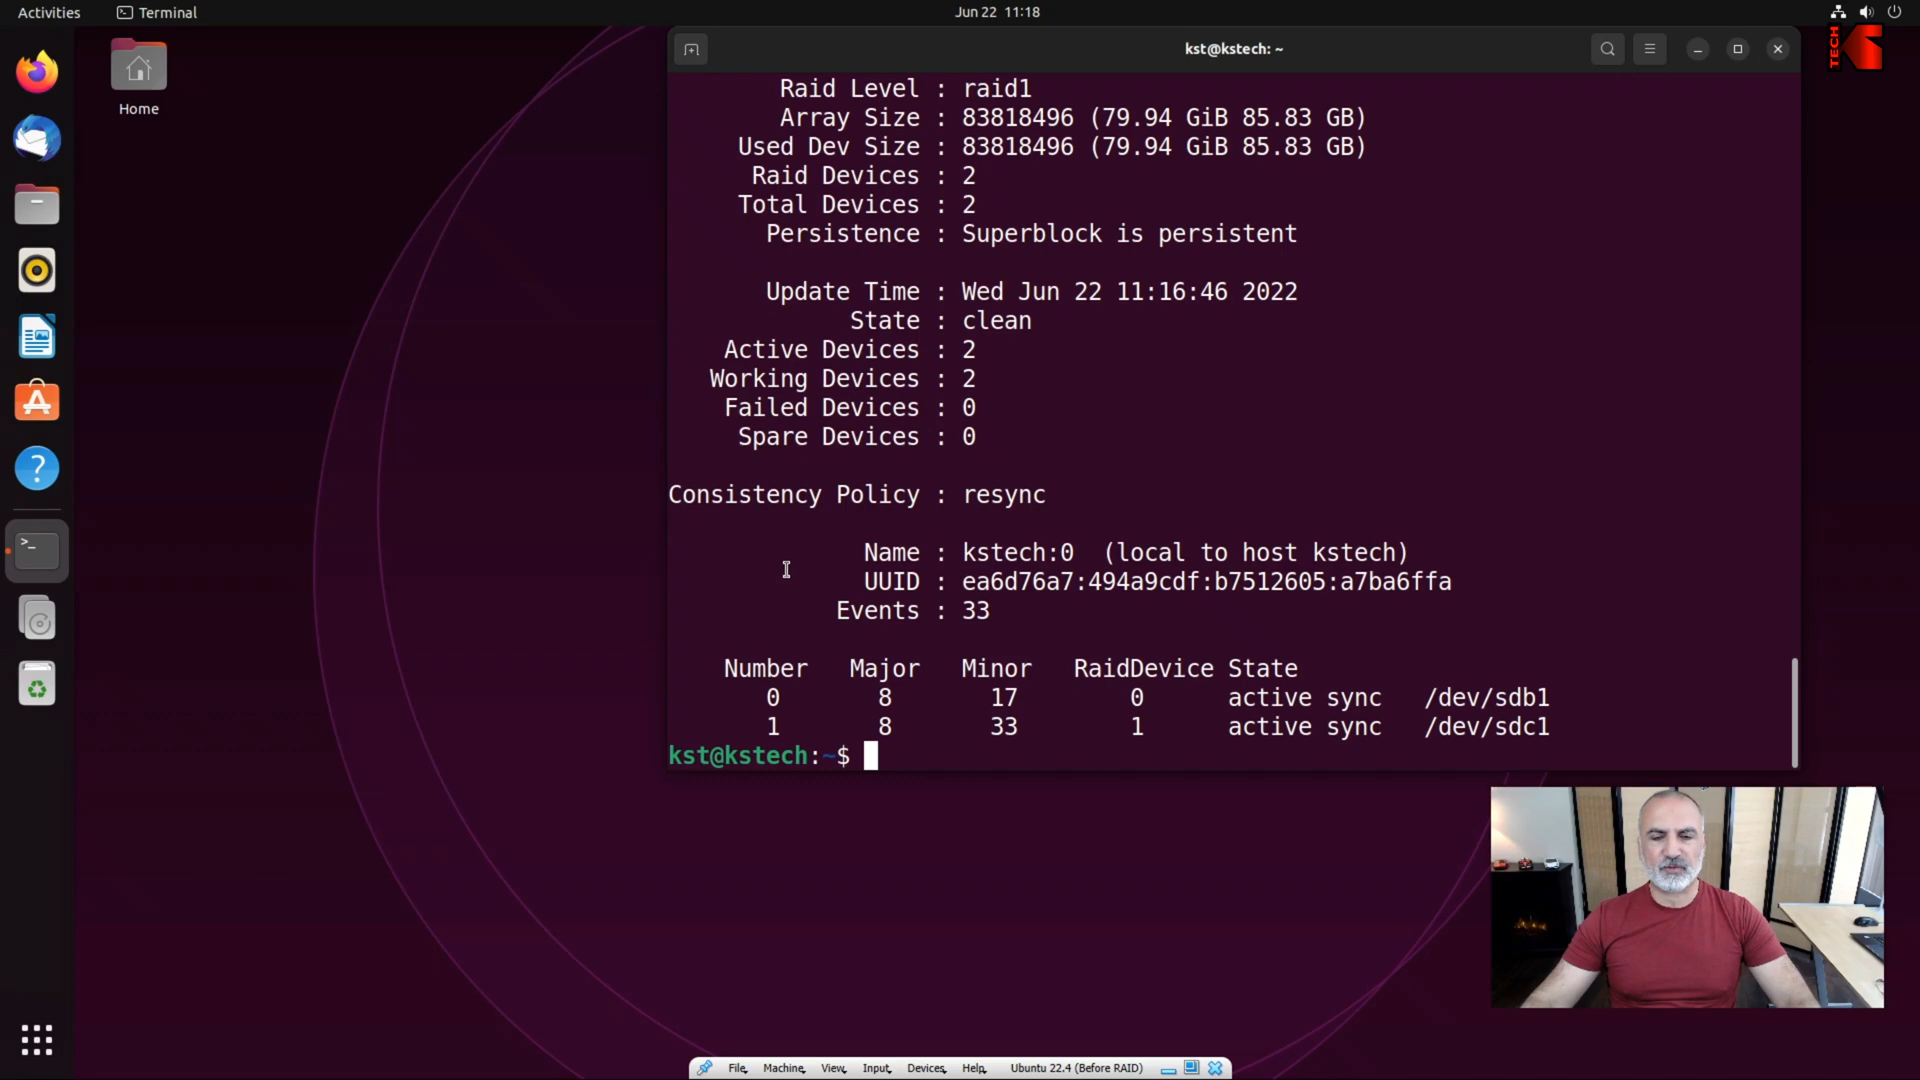 Activities Terminal Jun 22 11:18
TECH K
Home
kst@kstech: ~
Raid Level : raid1
Array Size : 83818496 (79.94 GiB 85.83 GB)
Used Dev Size : 83818496 (79.94 GiB 85.83 GB)
Raid Devices : 2
Total Devices : 2
Persistence : Superblock is persistent
Update Time : Wed Jun 22 11:16:46 2022
State : clean
Active Devices : 2
Working Devices : 2
Failed Devices : 0
Spare Devices : 0
Consistency Policy : resync
Name : kstech:0 (local to host kstech)
UUID : ea6d76a7:494a9cdf:b7512605:a7ba6ffa
Events : 33
Number Major Minor RaidDevice State
0 8 17 0 active sync /dev/sdb1
1 8 33 1 active sync /dev/sdc1
kst@kstech:~$
File Machine View Input Devices Help Ubuntu 22.4 (Before RAID)